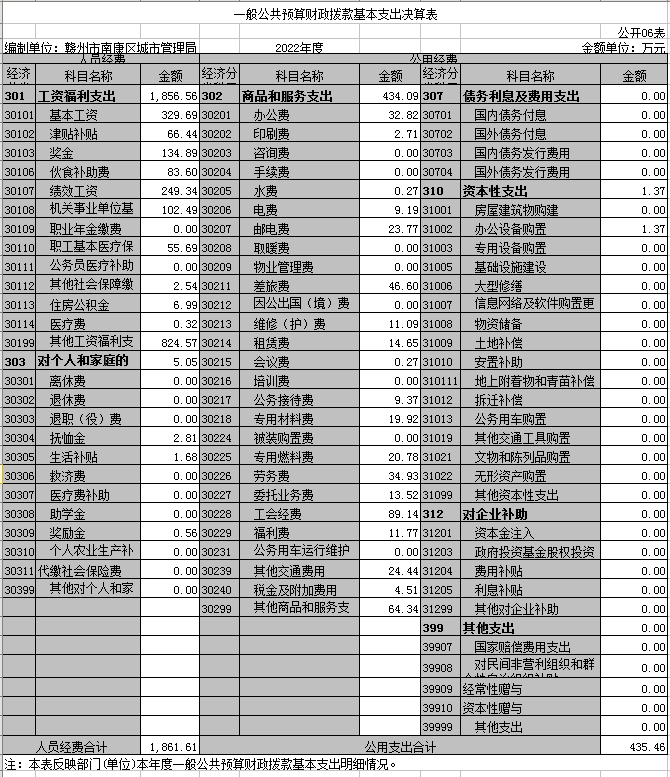 一般公共预算财政拨款基本支出决算表
公开06表
编制单位：赣州市南康区城市管理局 2022年度 金额单位：万元
人员经费 公用经费
经济 科目名称 金额 经济分 科目名称 金额 经济分 科目名称 金额
301 工资福利支出 1,856.56 302 商品和服务支出 434.09 307 债务利息及费用支出 0.00
30101 基本工资 329.69 30201 办公费 32.82 30701 国内债务付息 0.00
30102 津贴补贴 66.44 30202 印刷费 2.71 30702 国外债务付息 0.00
30103 奖金 134.89 30203 咨询费 0.00 30703 国内债务发行费用 0.00
30106 伙食补助费 83.60 30204 手续费 0.00 30704 国外债务发行费用 0.00
30107 绩效工资 249.34 30205 水费 0.27 310 资本性支出 1.37
30108 机关事业单位基 102.49 30206 电费 9.19 31001 房屋建筑物购建 0.00
30109 职业年金缴费 0.00 30207 邮电费 23.77 31002 办公设备购置 1.37
30110 职工基本医疗保 55.69 30208 取暖费 0.00 31003 专用设备购置 0.00
30111 公务员医疗补助 0.00 30209 物业管理费 0.00 31005 基础设施建设 0.00
30112 其他社会保障缴 2.54 30211 差旅费 46.60 31006 大型修缮 0.00
30113 住房公积金 6.99 30212 因公出国（境）费 0.00 31007 信息网络及软件购置更 0.00
30114 医疗费 0.32 30213 维修（护）费 11.09 31008 物资储备 0.00
30199 其他工资福利支 824.57 30214 租赁费 14.65 31009 土地补偿 0.00
303 对个人和家庭的 5.05 30215 会议费 0.27 31010 安置补助 0.00
30301 离休费 0.00 30216 培训费 0.00 310111 地上附着物和青苗补偿 0.00
30302 退休费 0.00 30217 公务接待费 9.37 31012 拆迁补偿 0.00
30303 退职（役）费 0.00 30218 专用材料费 19.92 31013 公务用车购置 0.00
30304 抚恤金 2.81 30224 被装购置费 0.00 31019 其他交通工具购置 0.00
30305 生活补贴 1.68 30225 专用燃料费 20.78 31021 文物和陈列品购置 0.00
30306 救济费 0.00 30226 劳务费 34.93 31022 无形资产购置 0.00
30307 医疗费补助 0.00 30227 委托业务费 13.52 31099 其他资本性支出 0.00
30308 助学金 0.00 30228 工会经费 89.14 312 对企业补助 0.00
30309 奖励金 0.56 30229 福利费 11.77 31201 资本金注入 0.00
30310 个人农业生产补 0.00 30231 公务用车运行维护 0.00 31203 政府投资基金股权投资 0.00
30311 代缴社会保险费 0.00 30239 其他交通费用 24.44 31204 费用补贴 0.00
30399 其他对个人和家 0.00 30240 税金及附加费用 4.51 31205 利息补贴 0.00
30299 其他商品和服务支 64.34 31299 其他对企业补助 0.00
399 其他支出 0.00
39907 国家赔偿费用支出 0.00
39908 对民间非营利组织和群 0.00
39909 经常性赠与 0.00
39910 资本性赠与 0.00
39999 其他支出 0.00
人员经费合计 1,861.61 公用支出合计 435.46
注：本表反映部门(单位)本年度一般公共预算财政拨款基本支出明细情况。